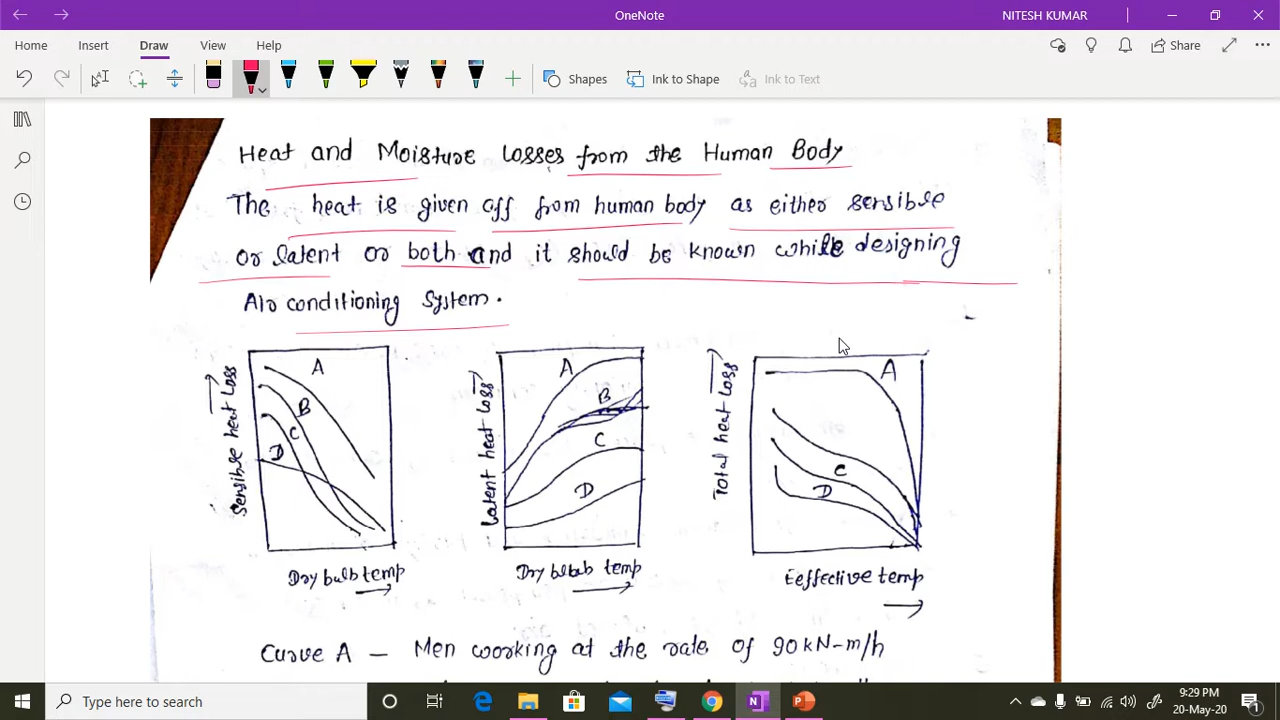 OneNote
NITESH KUMAR
Home
Insert
Draw
View
Help
Share
Shapes
Ink to Shape
Ink to Text
Heat and Moisture Losses from the Human Body
The heat is given off from human body as either sensible
or latent or both and it should be known while designing
Air conditioning System.
Sensible heat Loss
A
B
C
D
Dry bulb temp
Latent heat Loss
A
B
C
D
Dry bulb temp
Total heat Loss
A
C
D
Eeffective temp
Curve A - Men woorking at the rate of 90 kN-m/h
Type here to search
9:29 PM
20-May-20
1